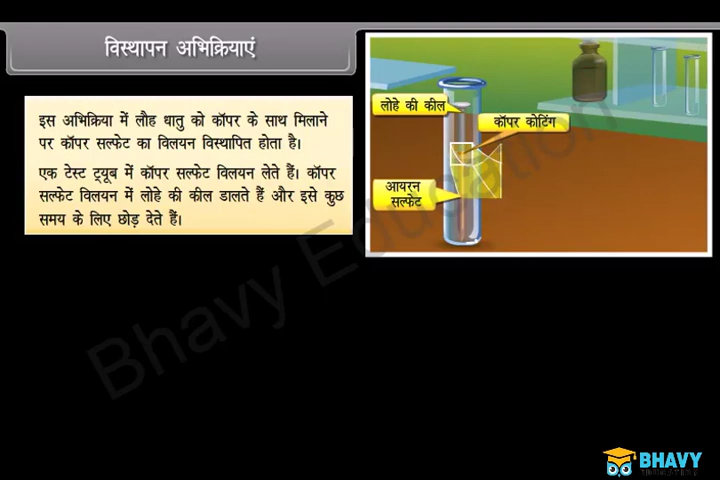 विस्थापन अभिक्रियाएं
इस अभिक्रिया में लौह धातु को कॉपर के साथ मिलाने
पर कॉपर सल्फेट का विलयन विस्थापित होता है।
एक टेस्ट ट्यूब में कॉपर सल्फेट विलयन लेते हैं। कॉपर
सल्फेट विलयन में लोहे की कील डालते हैं और इसे कुछ
समय के लिए छोड़ देते हैं।
लोहे की कील
कॉपर कोटिंग
आयरन
सल्फेट
Bhavy Education
BHAVY
EDUCATION